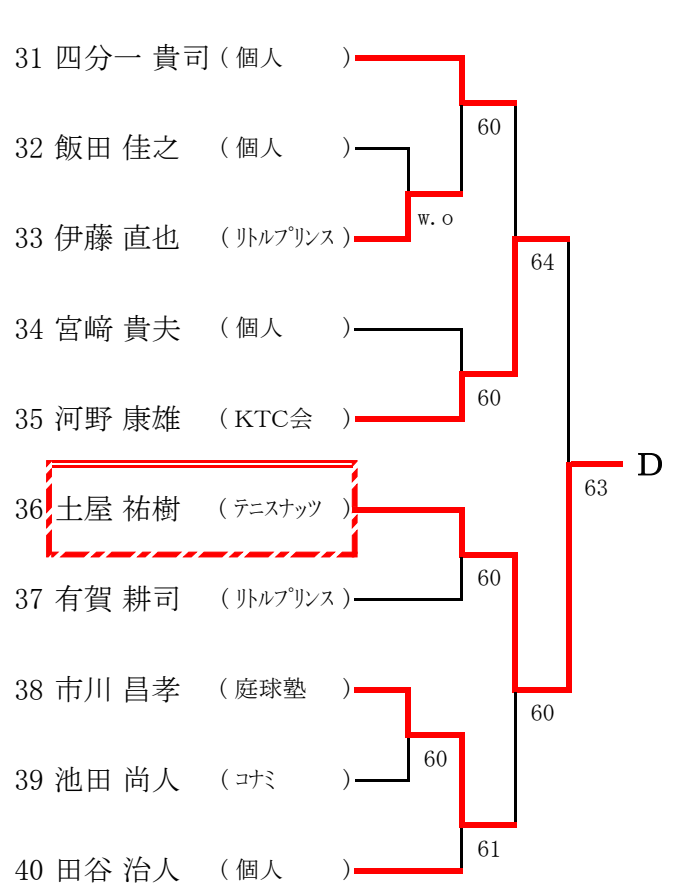 31 四分一 貴司 ( 個人 )
60
32 飯田 佳之 ( 個人 )
w.o
33 伊藤 直也 ( ﾘﾄﾙﾌﾟﾘﾝｽ )
64
34 宮﨑 貴夫 ( 個人 )
60
35 河野 康雄 ( KTC会 )
D
63
36 土屋 祐樹 ( ﾃﾆｽﾅｯﾂ )
60
37 有賀 耕司 ( ﾘﾄﾙﾌﾟﾘﾝｽ )
38 市川 昌孝 ( 庭球塾 )
60
60
39 池田 尚人 ( ｺﾅﾐ )
61
40 田谷 治人 ( 個人 )